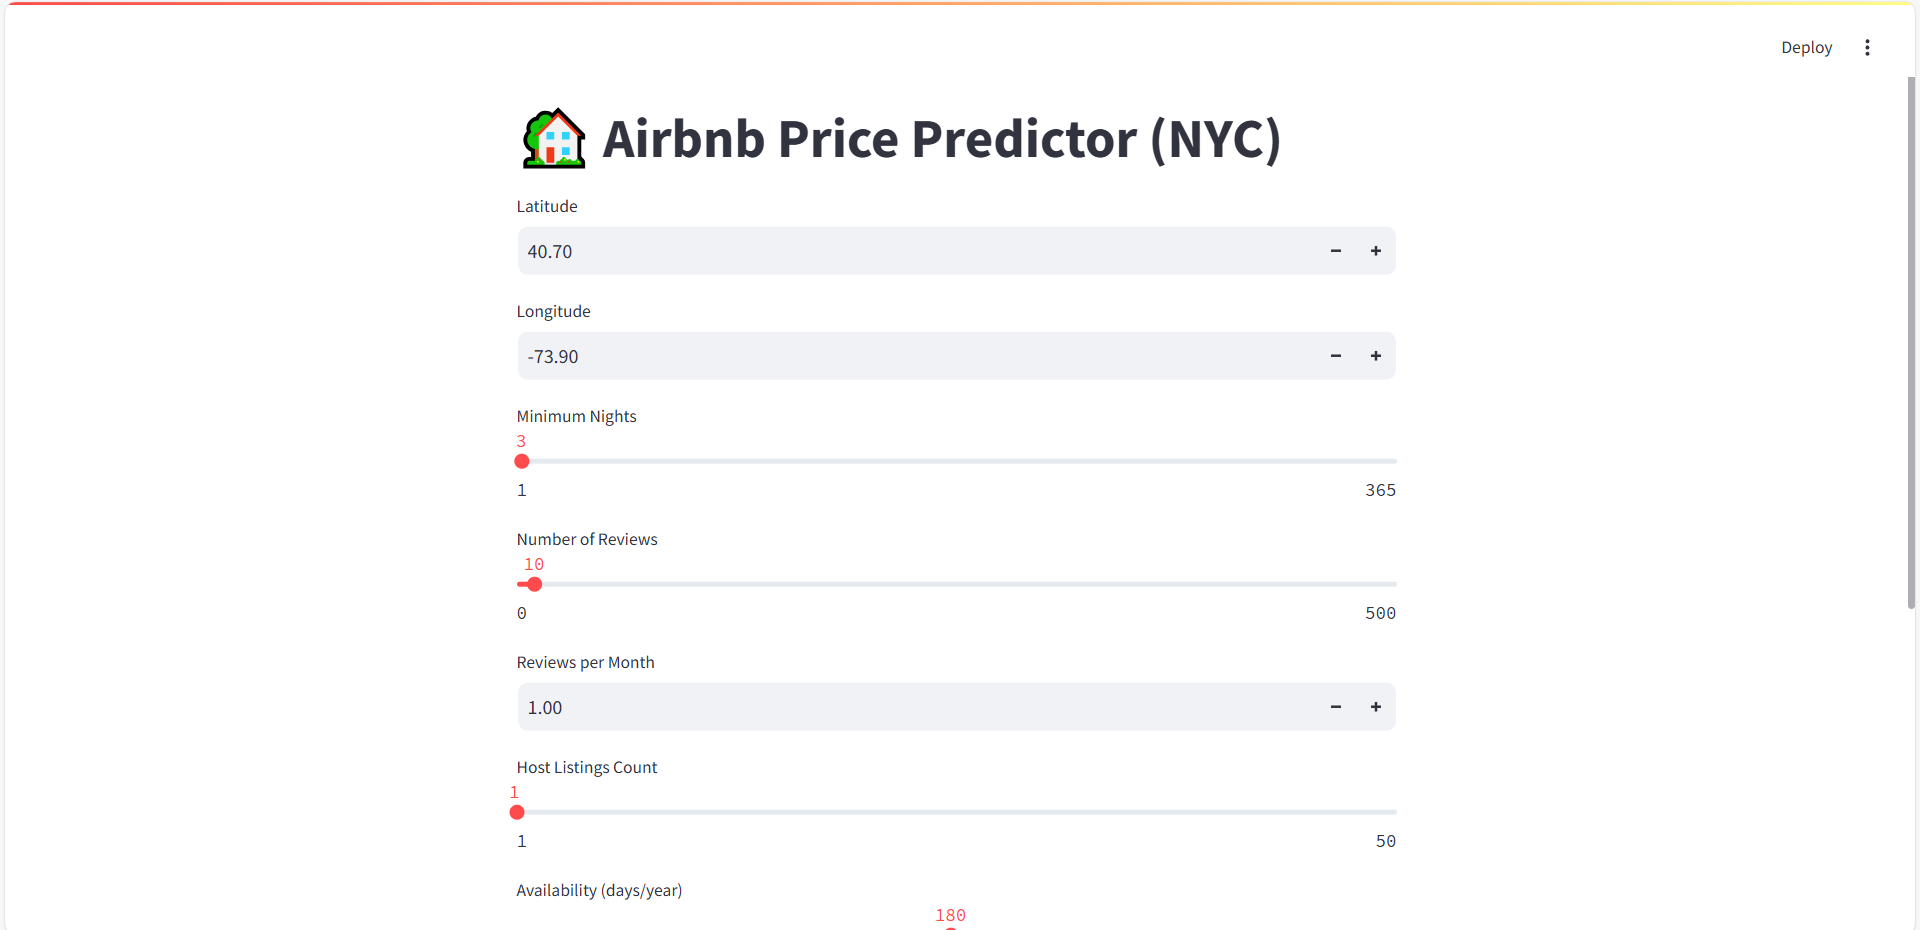 Deploy
Airbnb Price Predictor (NYC)
Latitude
40.70
Longitude
-73.90
Minimum Nights
3
1 365
Number of Reviews
10
0 500
Reviews per Month
1.00
Host Listings Count
1
1 50
Availability (days/year)
180